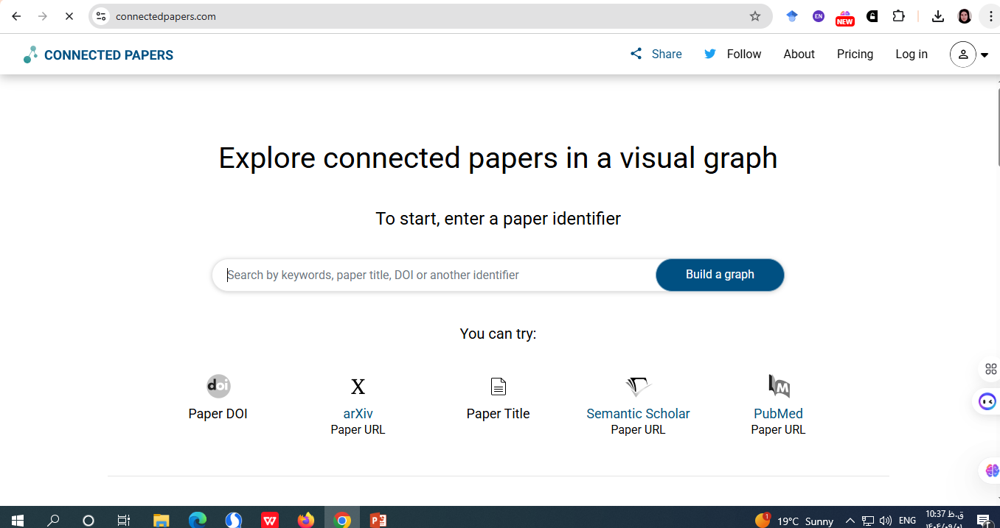 connectedpapers.com
EN
NEW
CONNECTED PAPERS
Share
Follow
About
Pricing
Log in
Explore connected papers in a visual graph
To start, enter a paper identifier
Search by keywords, paper title, DOI or another identifier
Build a graph
You can try:
doi
Paper DOI
X
arXiv
Paper URL
Paper Title
Semantic Scholar
Paper URL
M
PubMed
Paper URL
W
P
1
19°C Sunny
ENG
10:37 ق.ظ